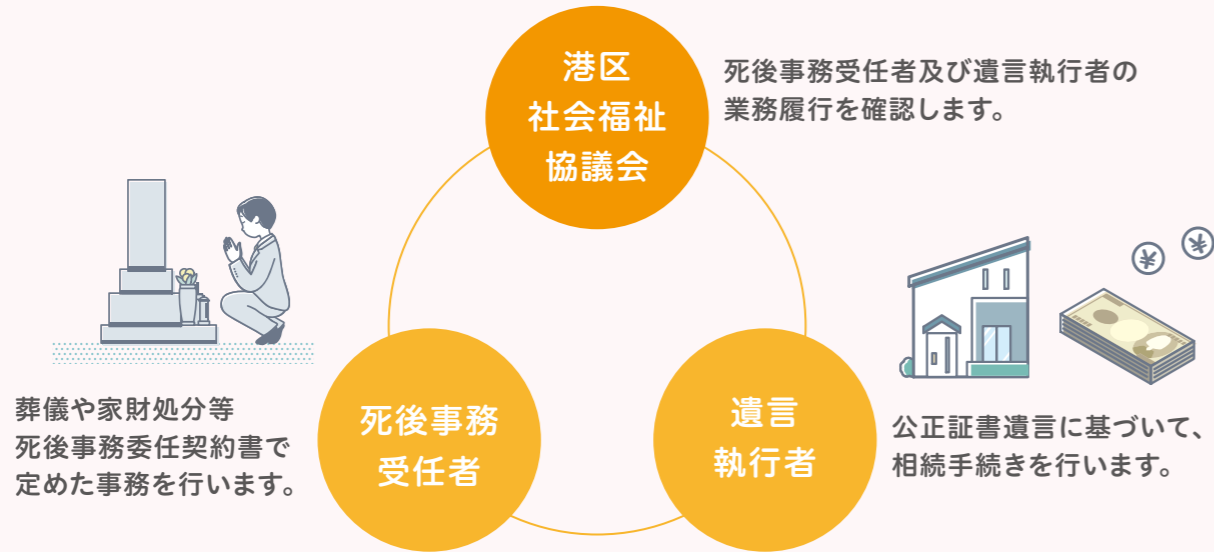 港区
社会福祉
協議会
死後事務受任者及び遺言執行者の
業務履行を確認します。
葬儀や家財処分等
死後事務委任契約書で
定めた事務を行います。
死後事務
受任者
遺言
執行者
公正証書遺言に基づいて、
相続手続きを行います。
¥
¥